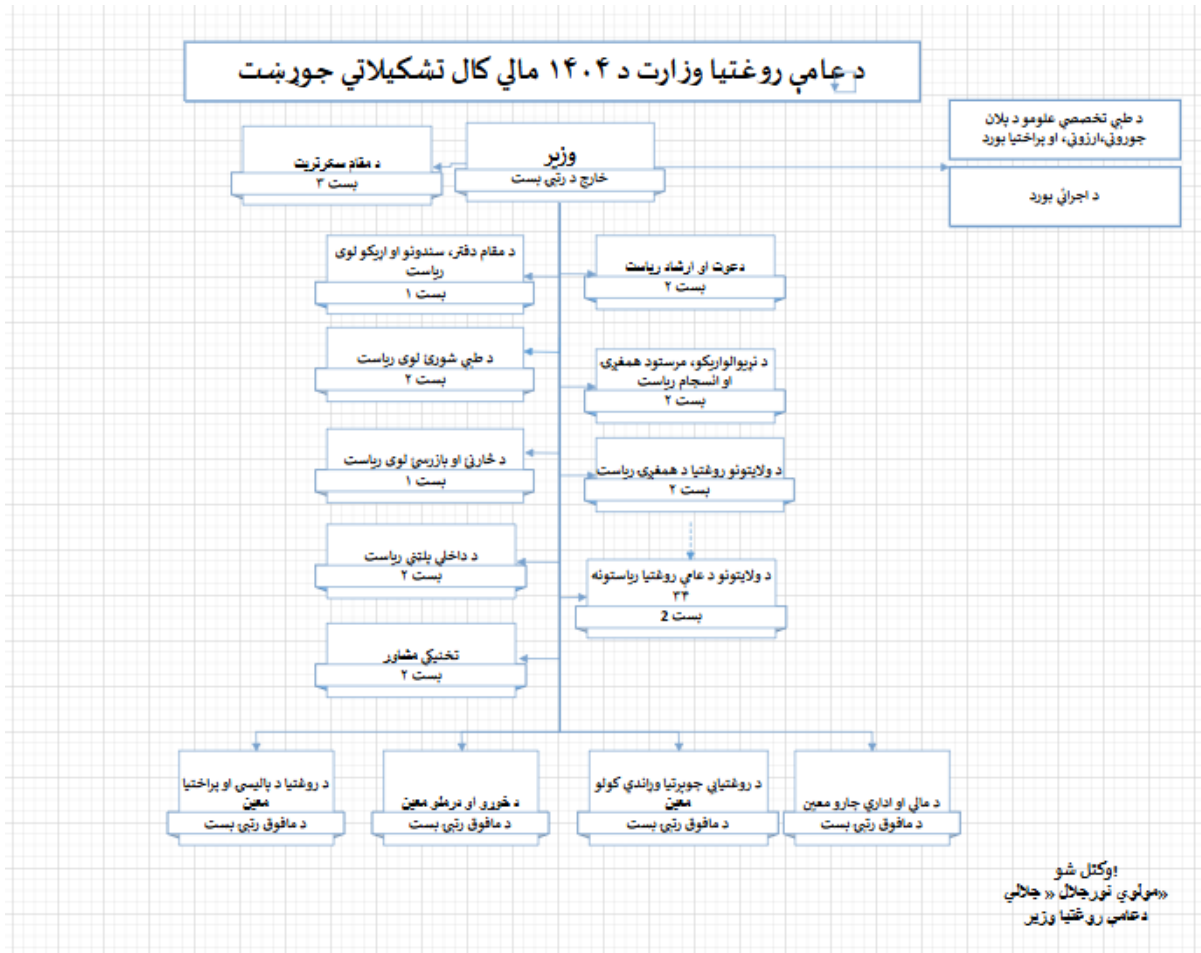 د عامې روغتیا وزارت د ۱۴۰۴ مالي کال تشکیلاتي جوړښت
د طبي تخصصي علومو د پلان
جوړونې،ارزونې، او پراختیا بورډ
د اجرائي بورډ
وزیر
خارج د رتبې بست
د مقام سکرتریت
بست ۳
دعوت او ارشاد ریاست
بست ۲
د مقام دفتر، سندونو او اړیکو لوی
ریاست
بست ۱
د نړیوالواړیکو، مرستود همغږۍ
او انسجام ریاست
بست ۲
د طبي شورئ لوی ریاست
بست ۲
د ولایتونو روغتیا د همغږۍ ریاست
بست ۲
د څارنې او بازرسئ لوی ریاست
بست ۱
د ولایتونو د عامې روغتیا ریاستونه
۳۴
بست 2
د داخلي پلټنې ریاست
بست ۲
تخنیکي مشاور
بست ۲
د مالي او اداري چارو معین
د مافوق رتبې بست
د روغتیایي جوپړتیا وړاندې کولو
معین
د مافوق رتبې بست
د خوړو او درملو معین
د مافوق رتبې بست
د روغتیا د پالیسی او پراختیا
معین
د مافوق رتبې بست
وکتل شو!
«مولوي نورجلال « جلالي
دعامې روغتیا وزیر